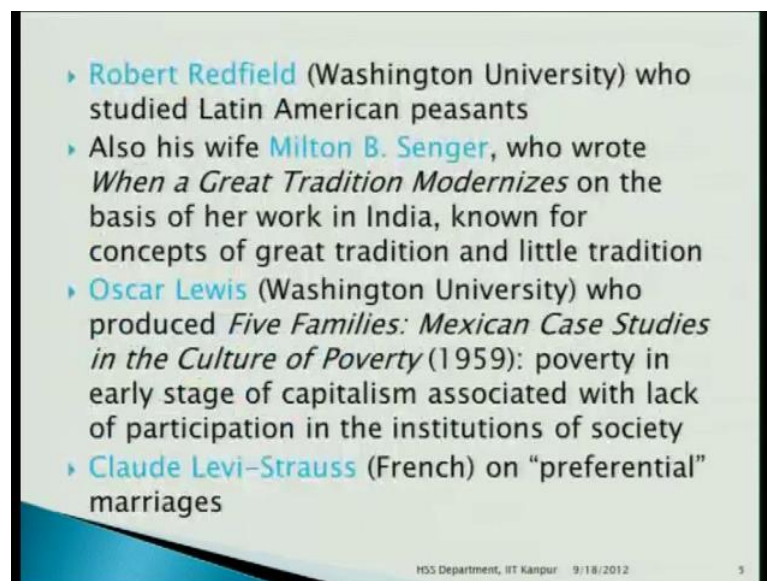 Robert Redfield (Washington University) who
studied Latin American peasants
Also his wife Milton B. Senger, who wrote
When a Great Tradition Modernizes on the
basis of her work in India, known for
concepts of great tradition and little tradition
Oscar Lewis (Washington University) who
produced Five Families: Mexican Case Studies
in the Culture of Poverty (1959): poverty in
early stage of capitalism associated with lack
of participation in the institutions of society
Claude Levi-Strauss (French) on “preferential”
marriages
HSS Department, IIT Kanpur 9/18/2012 5